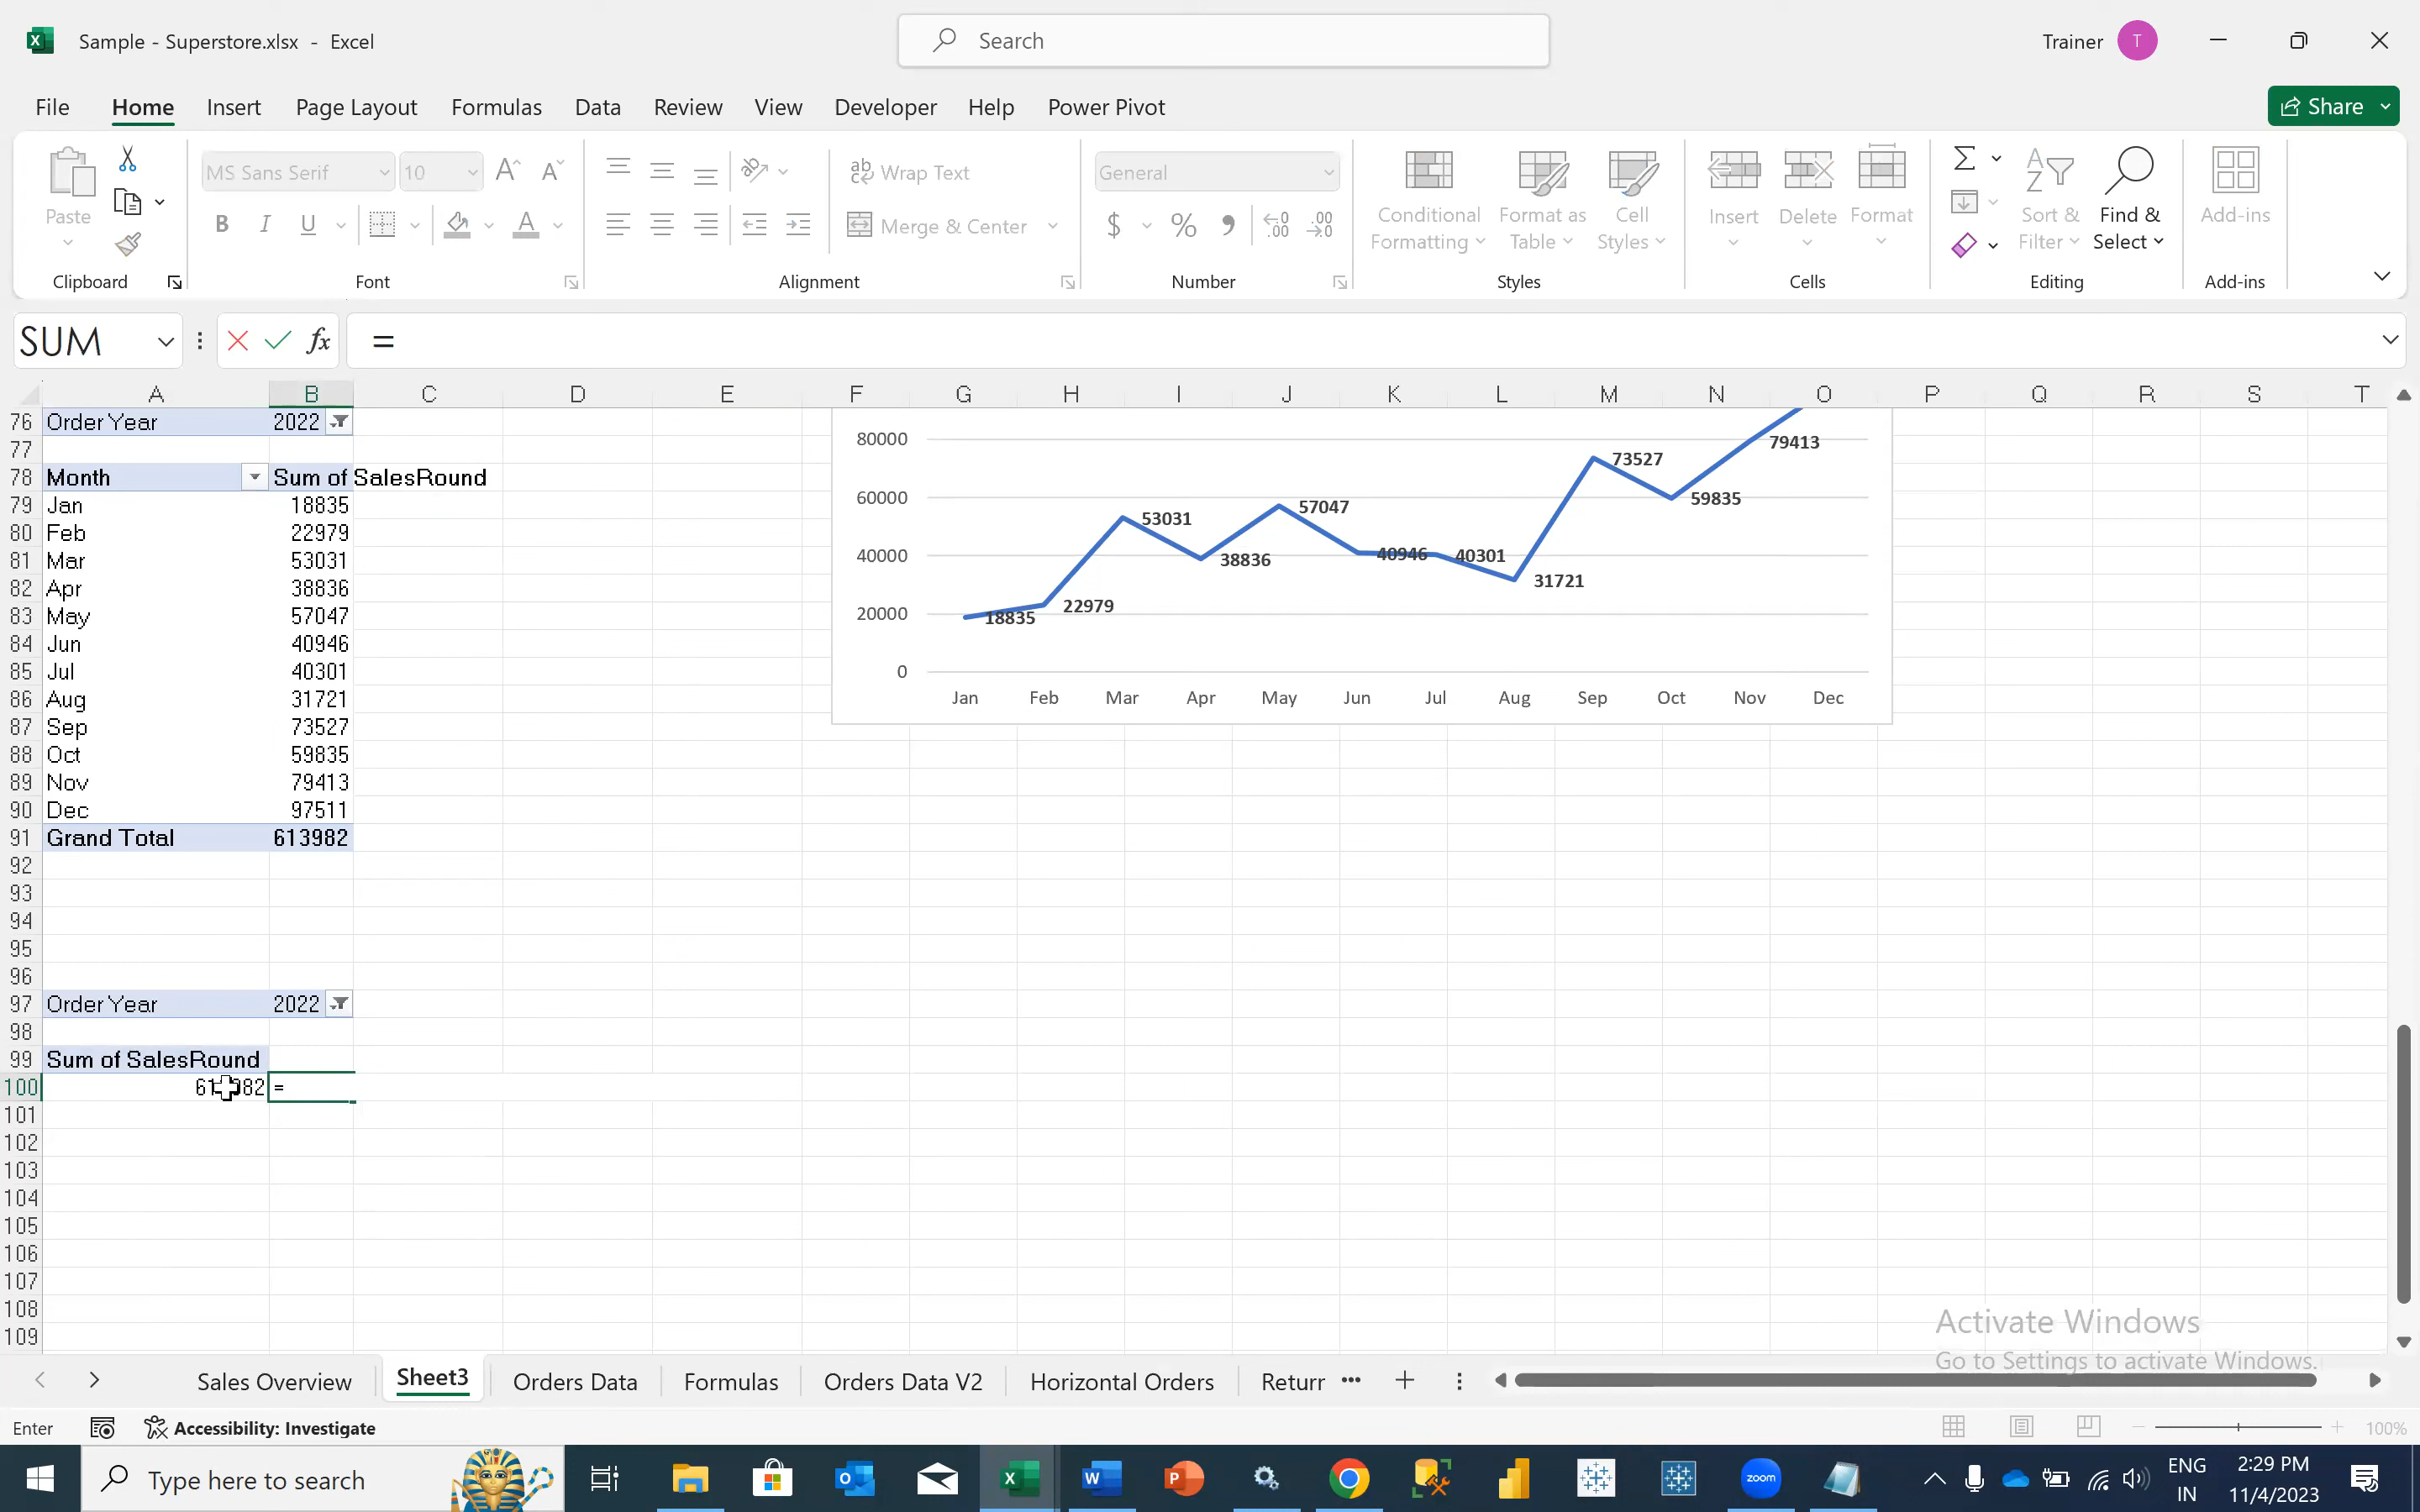 Sample - Superstore.xlsx - Excel
Search
Trainer T
File Home Insert Page Layout Formulas Data Review View Developer Help Power Pivot
Share
Paste
MS Sans Serif 10
B I U
Wrap Text
Merge & Center
General
$ %
Conditional Formatting
Format as Table
Cell Styles
Insert Delete Format
Sort & Filter
Find & Select
Add-ins
Clipboard Font Alignment Number Styles Cells Editing Add-ins
SUM fx =
A B C D E F G H I J K L M N O P Q R S T
76 Order Year 2022
77
78 Month Sum of SalesRound
79 Jan 18835
80 Feb 22979
81 Mar 53031
82 Apr 38836
83 May 57047
84 Jun 40946
85 Jul 40301
86 Aug 31721
87 Sep 73527
88 Oct 59835
89 Nov 79413
90 Dec 97511
91 Grand Total 613982
92
93
94
95
96
97 Order Year 2022
98
99 Sum of SalesRound
100 =
101
102
103
104
105
106
107
108
109
80000
60000
40000
20000
0
18835 22979 53031 38836 57047 40946 40301 31721 73527 59835 79413
Jan Feb Mar Apr May Jun Jul Aug Sep Oct Nov Dec
Activate Windows
Go to Settings to activate Windows.
Sales Overview Sheet3 Orders Data Formulas Orders Data V2 Horizontal Orders Returr
Enter Accessibility: Investigate 100%
Type here to search
zoom
ENG
IN
2:29 PM
11/4/2023